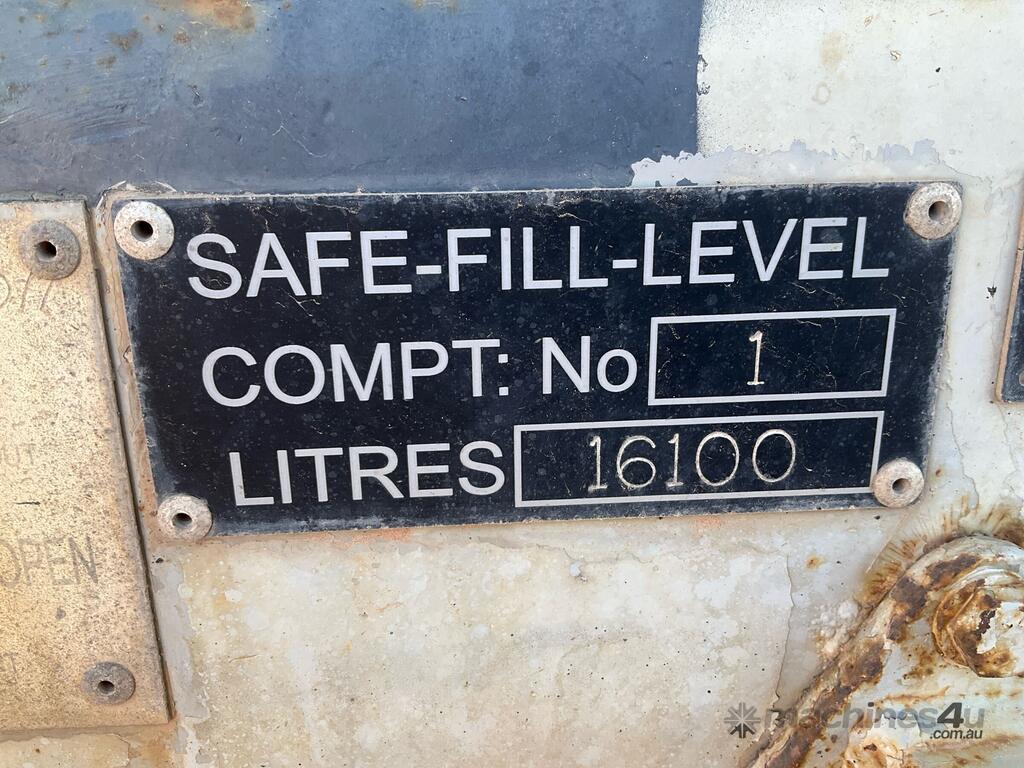 SAFE-FILL-LEVEL
COMPT: No 1
LITRES 16100
OPEN
machines4u
.com.au